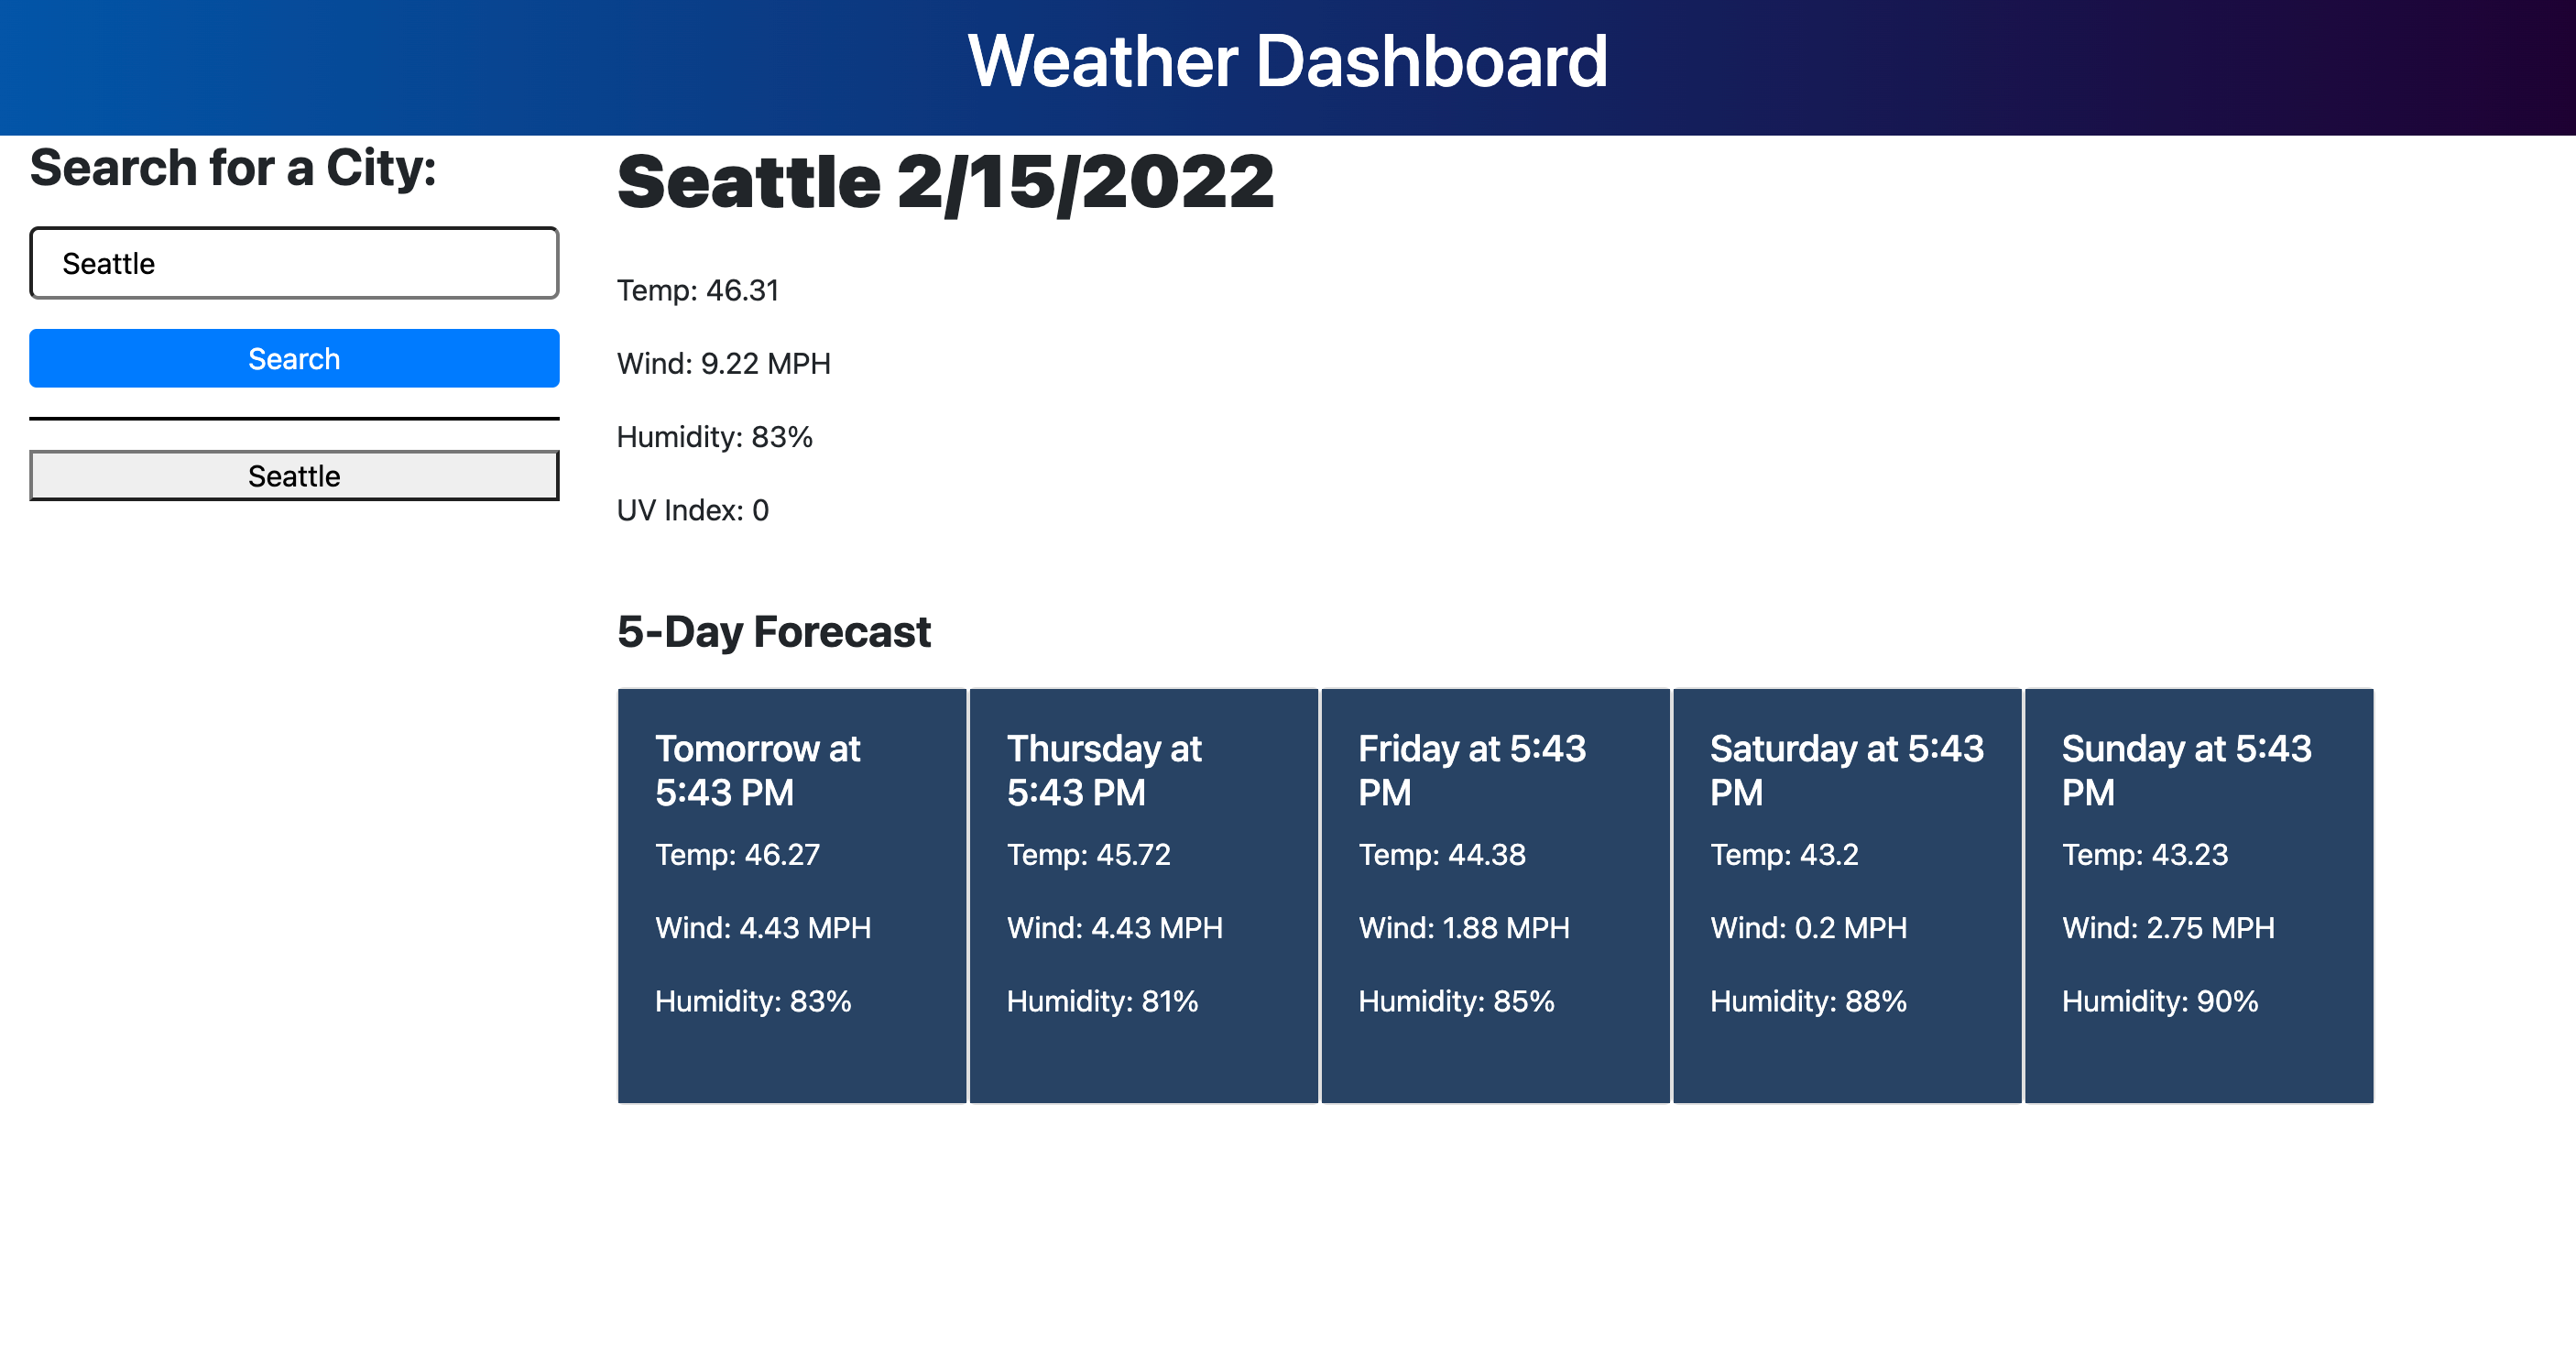 Weather Dashboard
Search for a City:
Seattle
Search
Seattle
Seattle 2/15/2022
Temp: 46.31
Wind: 9.22 MPH
Humidity: 83%
UV Index: 0
5-Day Forecast
Tomorrow at
5:43 PM
Temp: 46.27
Wind: 4.43 MPH
Humidity: 83%
Thursday at
5:43 PM
Temp: 45.72
Wind: 4.43 MPH
Humidity: 81%
Friday at 5:43
PM
Temp: 44.38
Wind: 1.88 MPH
Humidity: 85%
Saturday at 5:43
PM
Temp: 43.2
Wind: 0.2 MPH
Humidity: 88%
Sunday at 5:43
PM
Temp: 43.23
Wind: 2.75 MPH
Humidity: 90%